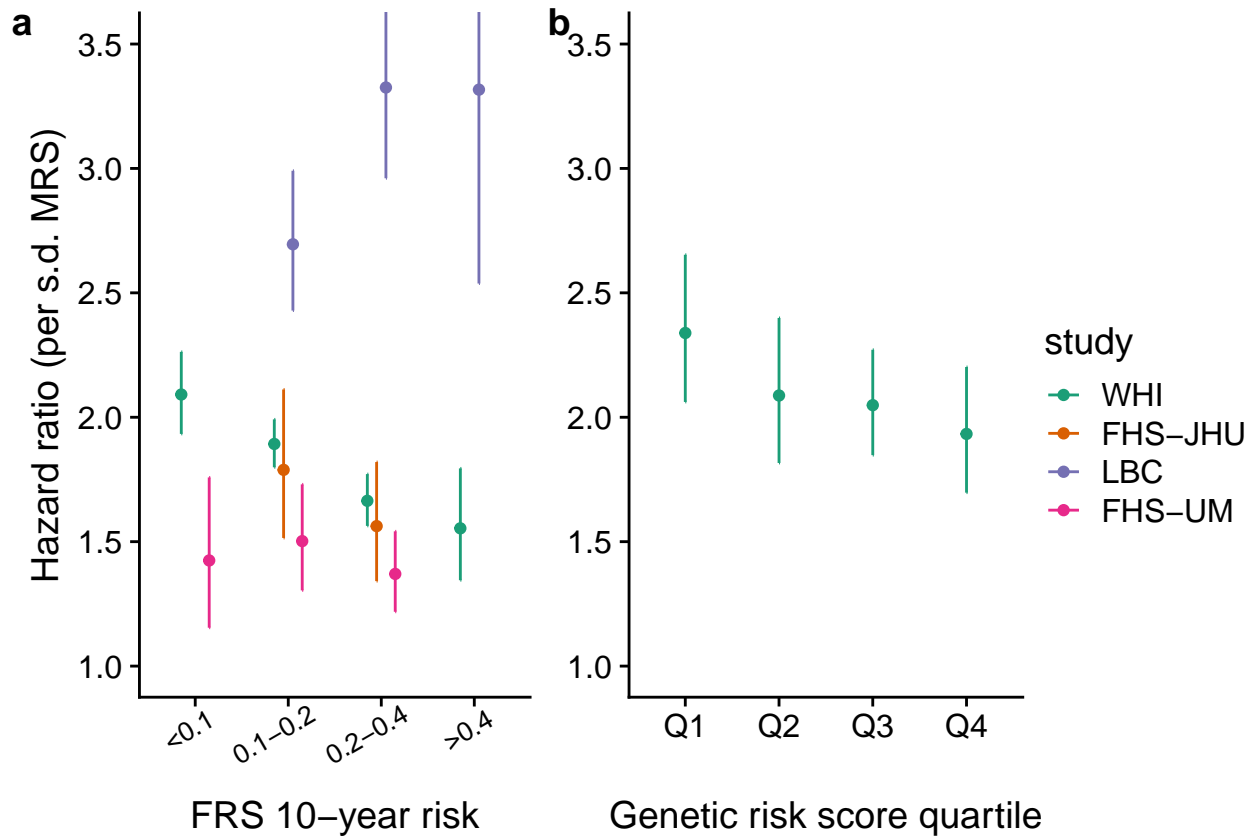 a
Hazard ratio (per s.d. MRS)
3.5
3.0
2.5
2.0
1.5
1.0
<0.1
0.1−0.2
0.2−0.4
>0.4
FRS 10−year risk
b
3.5
3.0
2.5
2.0
1.5
1.0
Q1
Q2
Q3
Q4
Genetic risk score quartile
study
WHI
FHS−JHU
LBC
FHS−UM